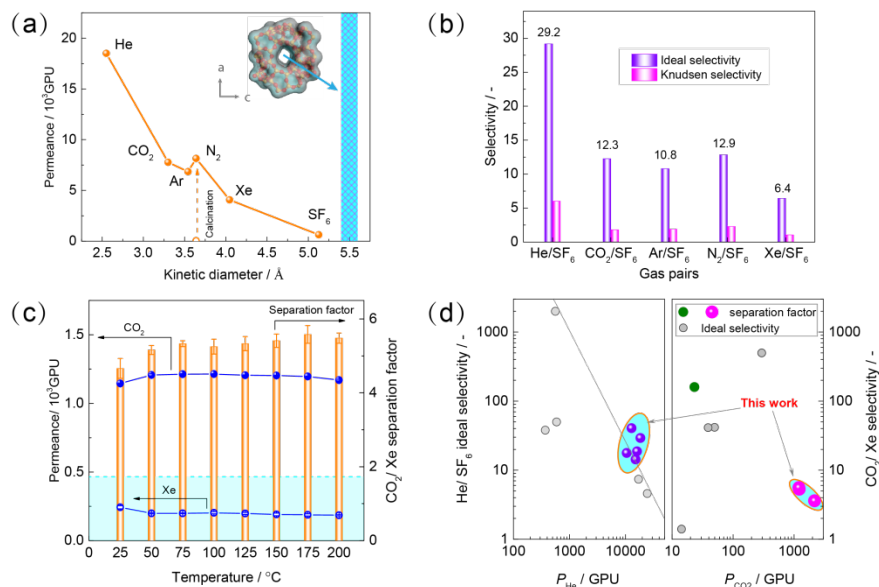 (a)
Permeance / 10³GPU
20
15
10
5
0
He
CO₂
Ar
N₂
Xe
SF₆
Calcination
a
c
2.5 3.0 3.5 4.0 4.5 5.0 5.5
Kinetic diameter / Å
(b)
Selectivity / -
30
25
20
15
10
5
0
29.2
12.3
10.8
12.9
6.4
Ideal selectivity
Knudsen selectivity
He/SF₆ CO₂/SF₆ Ar/SF₆ N₂/SF₆ Xe/SF₆
Gas pairs
(c)
Permeance/ 10³GPU
1.5
1.0
0.5
0.0
CO₂
Separation factor
Xe
6
4
2
0
CO₂/ Xe separation factor
25 50 75 100 125 150 175 200
Temperature / °C
(d)
He/ SF₆ ideal selectivity / -
1000
100
10
1
separation factor
Ideal selectivity
This work
1000
100
10
1
CO₂/ Xe selectivity / -
100 1000 10000
10 100 1000
P_He / GPU
P_CO2 / GPU